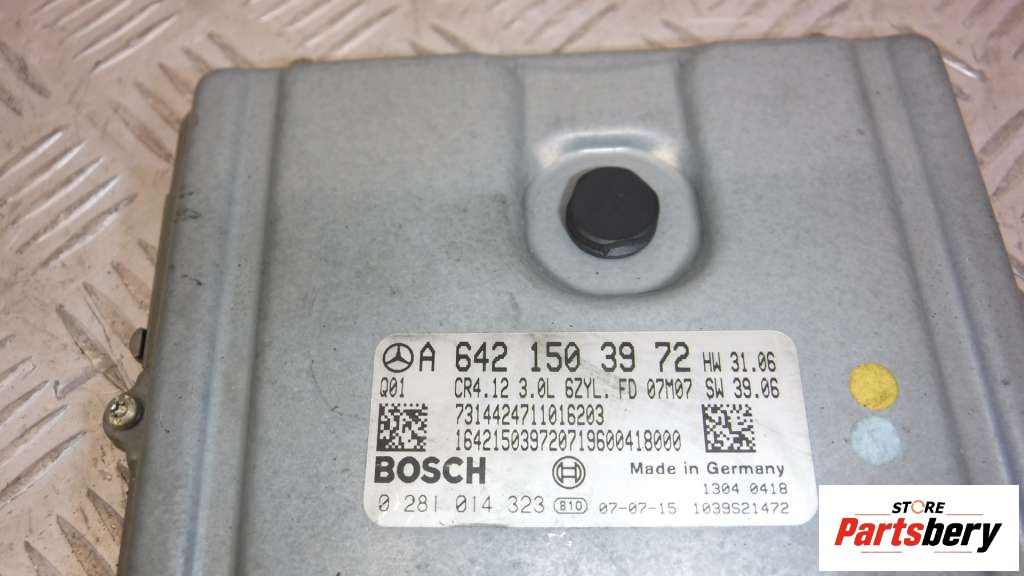 A 642 150 39 72 HW 31.06
Q01 CR4.12 3.0L 6ZYL. FD 07M07 SW 39.06
7314424711016203
164215039720719600418000
BOSCH Made in Germany
1304 0418
0 281 014 323 810 07-07-15 1039S21472
STORE
Partsbery